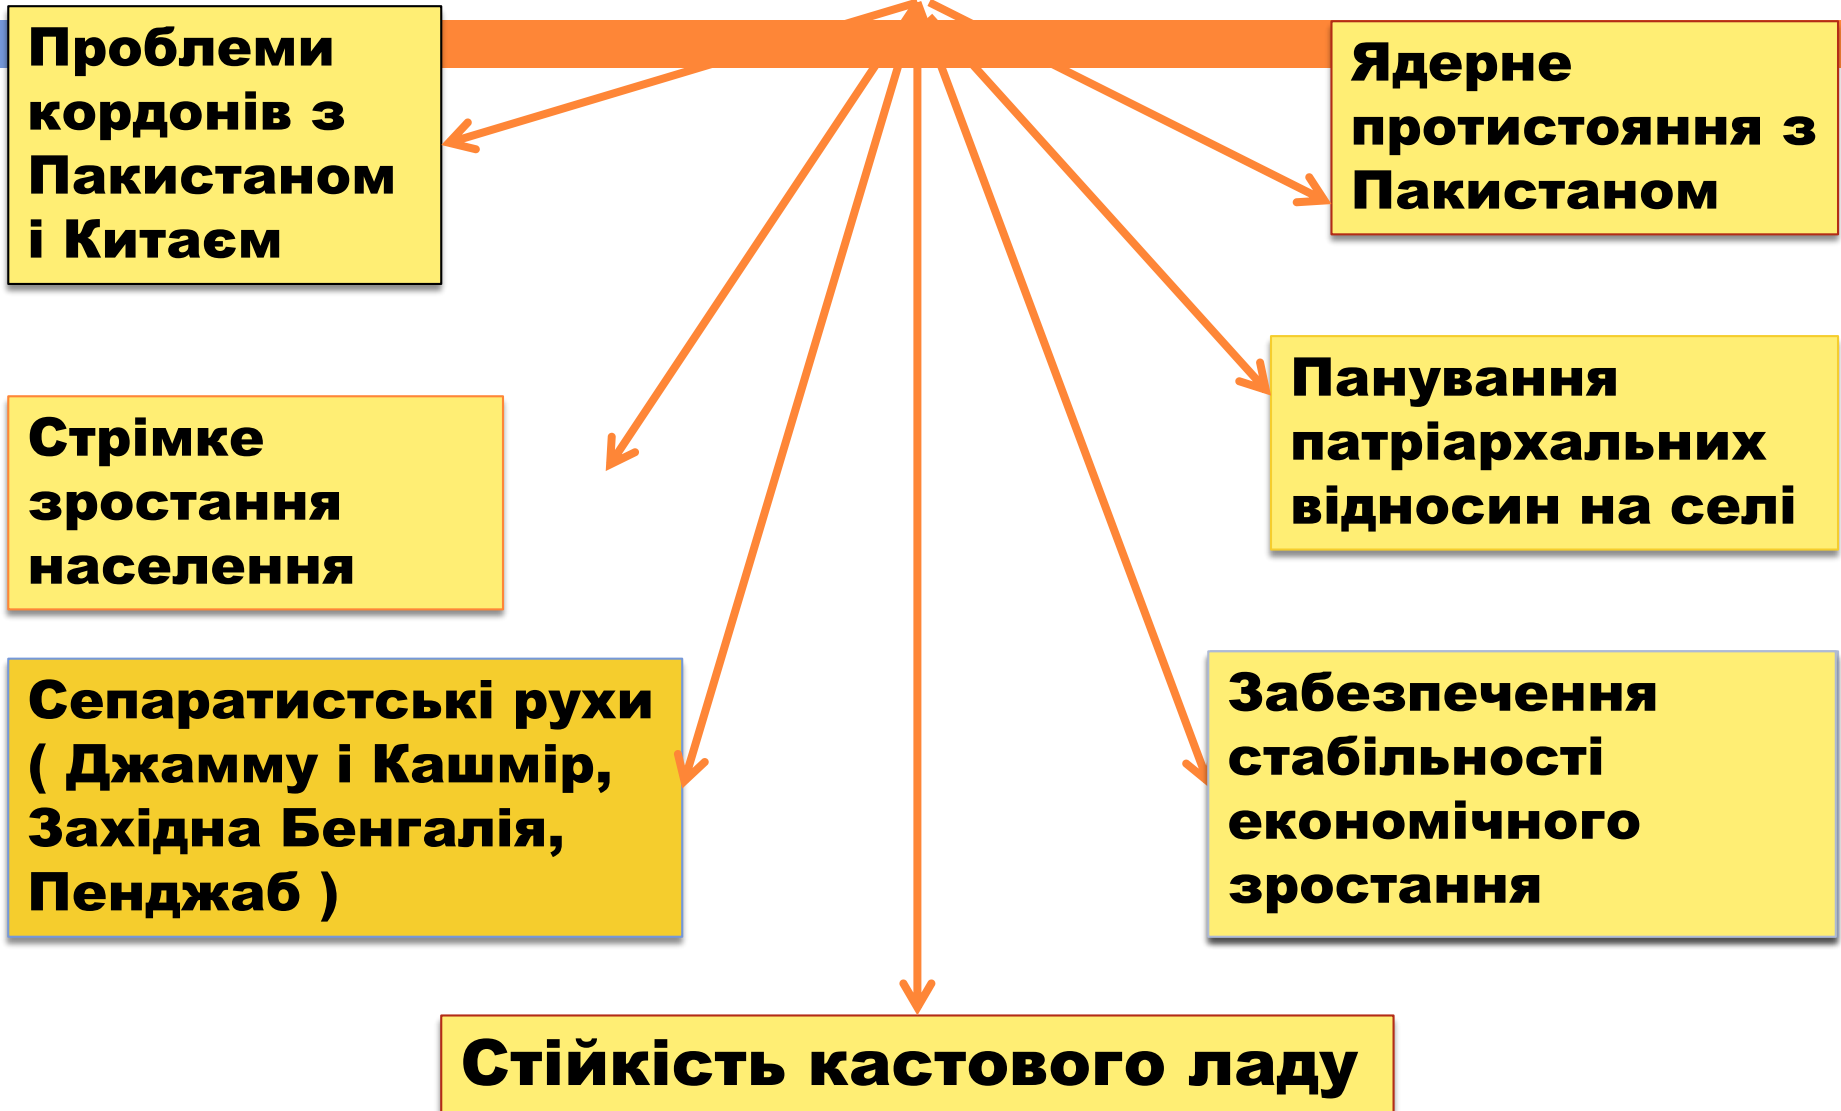 Проблеми
кордонів з
Пакистаном
і Китаєм
Ядерне
протистояння з
Пакистаном
Стрімке
зростання
населення
Панування
патріархальних
відносин на селі
Сепаратистські рухи
( Джамму і Кашмір,
Західна Бенгалія,
Пенджаб )
Забезпечення
стабільності
економічного
зростання
Стійкість кастового ладу